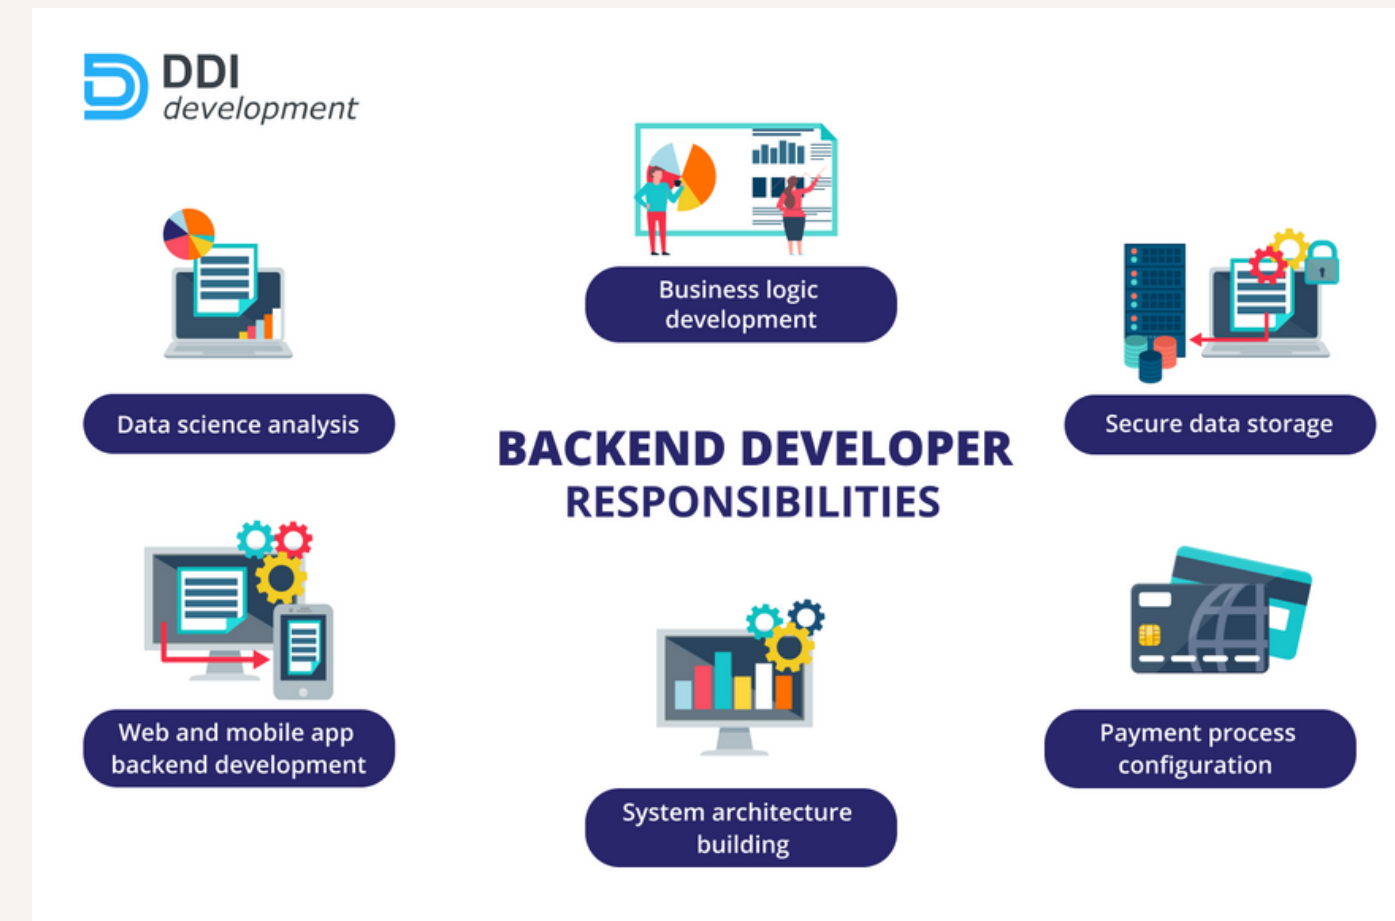 DDI
development
Business logic
development
Data science analysis
Secure data storage
BACKEND DEVELOPER
RESPONSIBILITIES
Web and mobile app
backend development
System architecture
building
Payment process
configuration